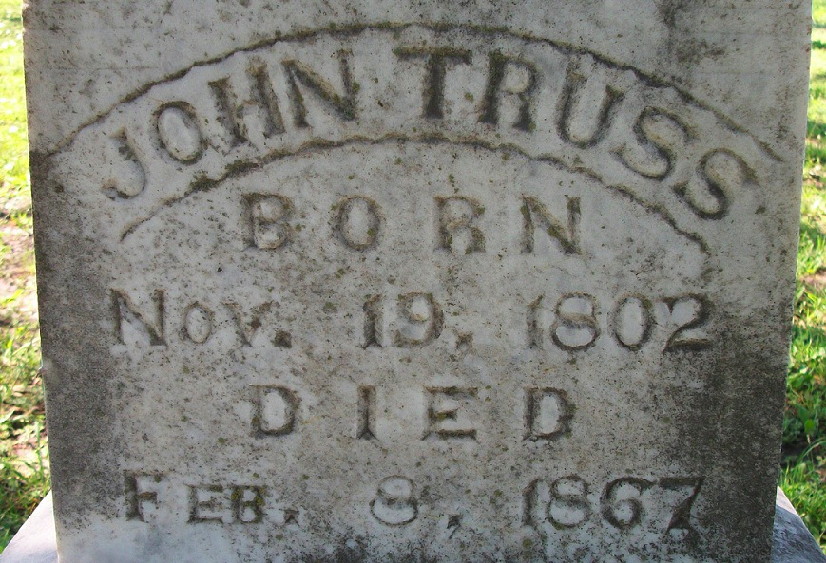 JOHN TRUSS
BORN
NOV. 19, 1802
DIED
FEB. 8, 1867